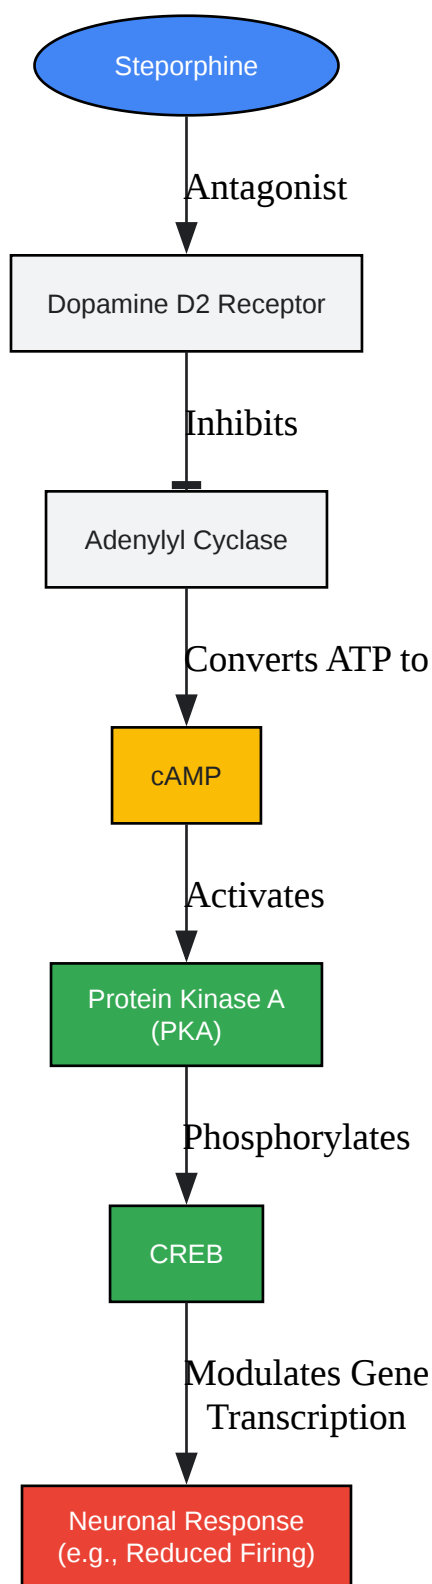 Steporphine
Antagonist
Dopamine D2 Receptor
Inhibits
Adenylyl Cyclase
Converts ATP to
cAMP
Activates
Protein Kinase A
(PKA)
Phosphorylates
CREB
Modulates Gene
Transcription
Neuronal Response
(e.g., Reduced Firing)